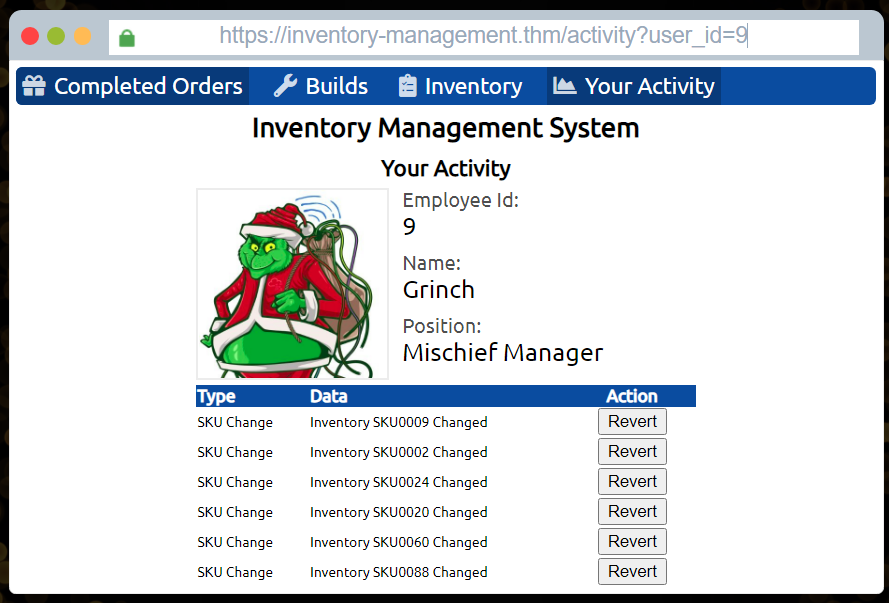 https://inventory-management.thm/activity?user_id=9
Completed Orders Builds Inventory Your Activity
Inventory Management System
Your Activity
Employee Id:
9
Name:
Grinch
Position:
Mischief Manager
Type Data Action
SKU Change Inventory SKU0009 Changed Revert
SKU Change Inventory SKU0002 Changed Revert
SKU Change Inventory SKU0024 Changed Revert
SKU Change Inventory SKU0020 Changed Revert
SKU Change Inventory SKU0060 Changed Revert
SKU Change Inventory SKU0088 Changed Revert